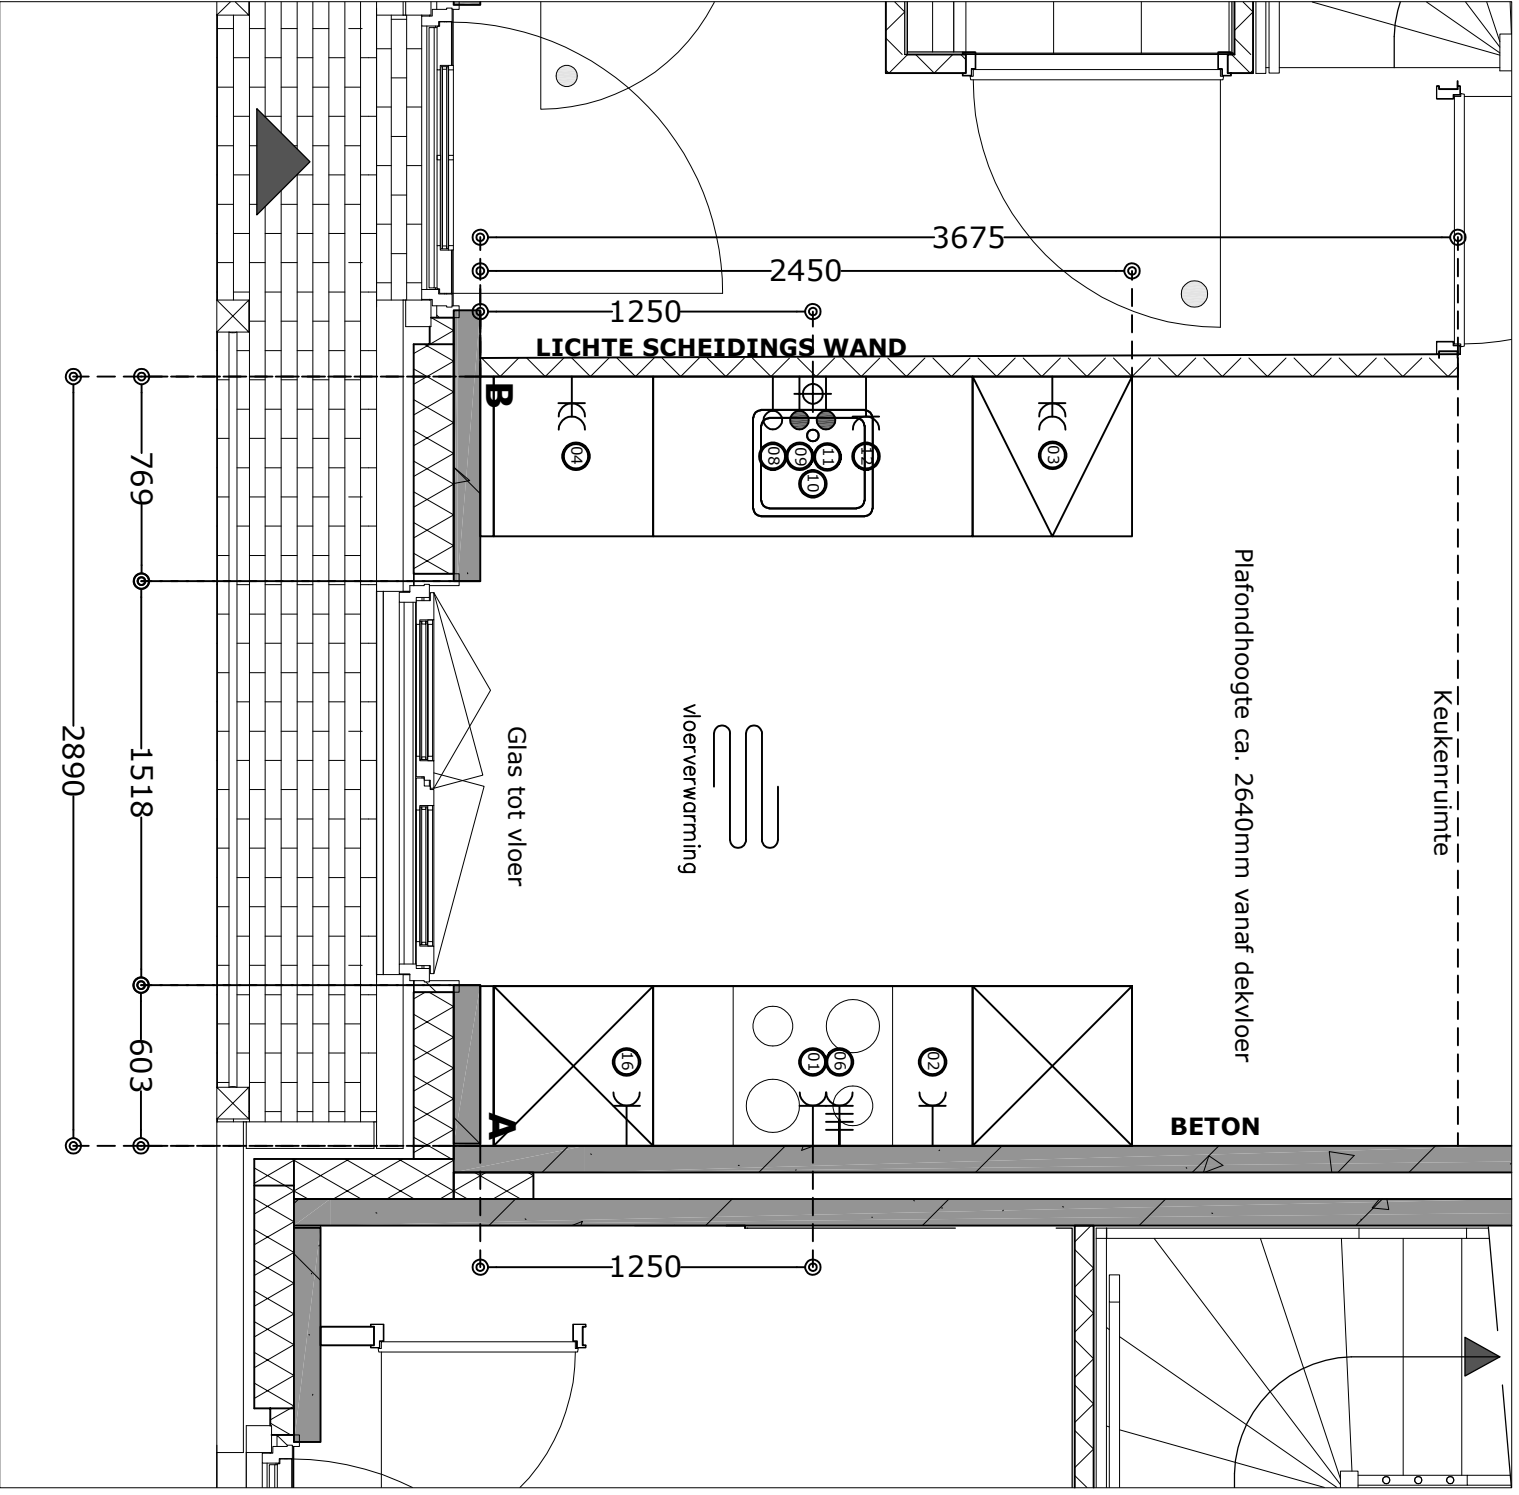 3675
2450
1250
LICHTE SCHEIDINGS WAND
B
04
08
09
11
12
10
03
769
1518
2890
603
Glas tot vloer
vloerverwarming
Plafondhoogte ca. 2640mm vanaf dekvloer
Keukenruimte
16
01
06
02
A
BETON
1250